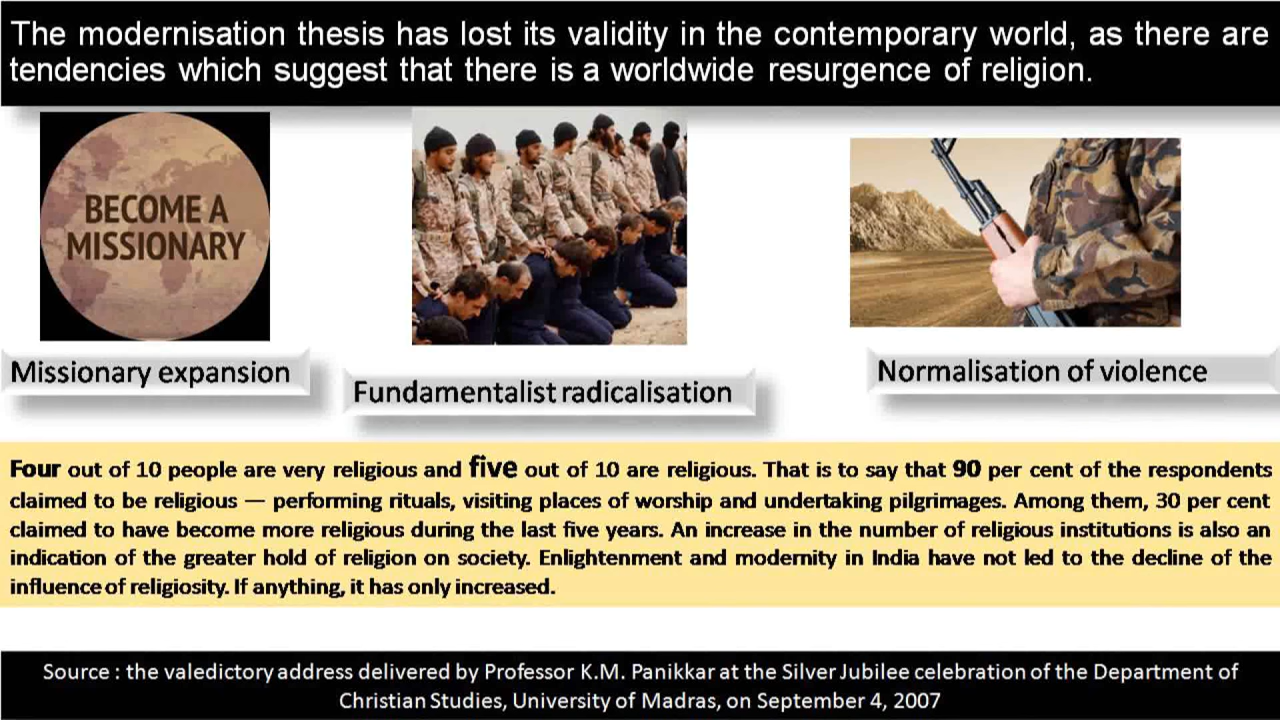 The modernisation thesis has lost its validity in the contemporary world, as there are
tendencies which suggest that there is a worldwide resurgence of religion.
BECOME A
MISSIONARY
Missionary expansion
Fundamentalist radicalisation
Normalisation of violence
Four out of 10 people are very religious and five out of 10 are religious. That is to say that 90 per cent of the respondents
claimed to be religious — performing rituals, visiting places of worship and undertaking pilgrimages. Among them, 30 per cent
claimed to have become more religious during the last five years. An increase in the number of religious institutions is also an
indication of the greater hold of religion on society. Enlightenment and modernity in India have not led to the decline of the
influence of religiosity. If anything, it has only increased.
Source : the valedictory address delivered by Professor K.M. Panikkar at the Silver Jubilee celebration of the Department of
Christian Studies, University of Madras, on September 4, 2007